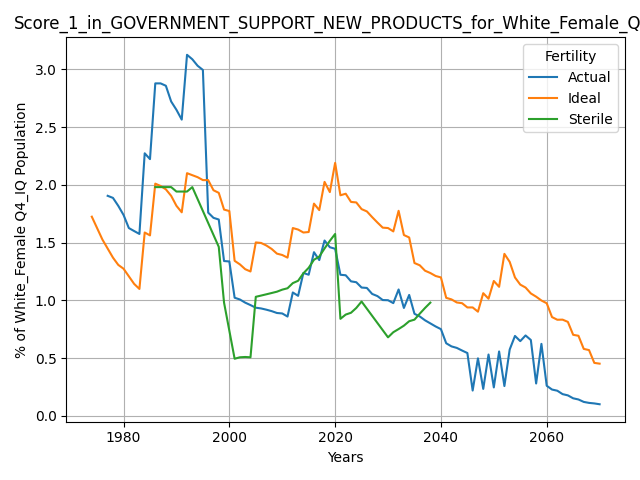 Score_1_in_GOVERNMENT_SUPPORT_NEW_PRODUCTS_for_White_Female_Q
Fertility
Actual
Ideal
Sterile
% of White_Female Q4_IQ Population
3.0
2.5
2.0
1.5
1.0
0.5
0.0
1980 2000 2020 2040 2060
Years